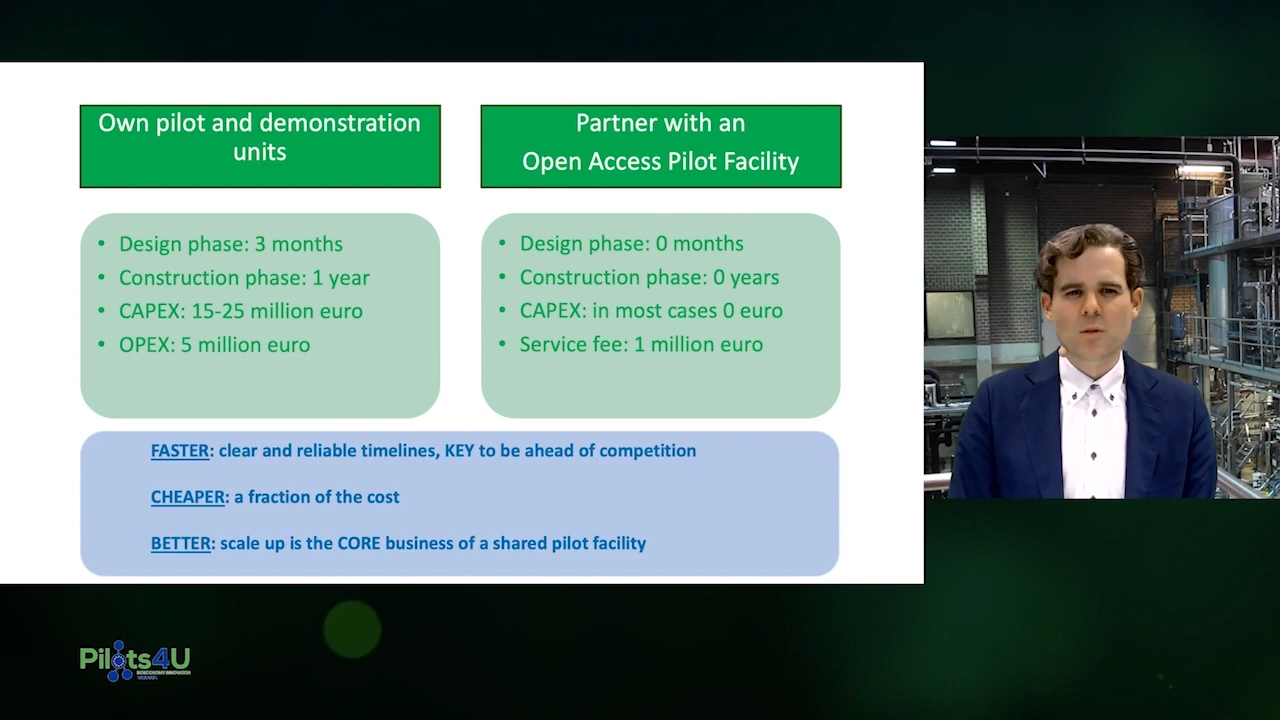 Own pilot and demonstration
units
Partner with an
Open Access Pilot Facility
• Design phase: 3 months
• Construction phase: 1 year
• CAPEX: 15-25 million euro
• OPEX: 5 million euro
• Design phase: 0 months
• Construction phase: 0 years
• CAPEX: in most cases 0 euro
• Service fee: 1 million euro
FASTER: clear and reliable timelines, KEY to be ahead of competition
CHEAPER: a fraction of the cost
BETTER: scale up is the CORE business of a shared pilot facility
Pilots4U
BIOECONOMY INNOVATION